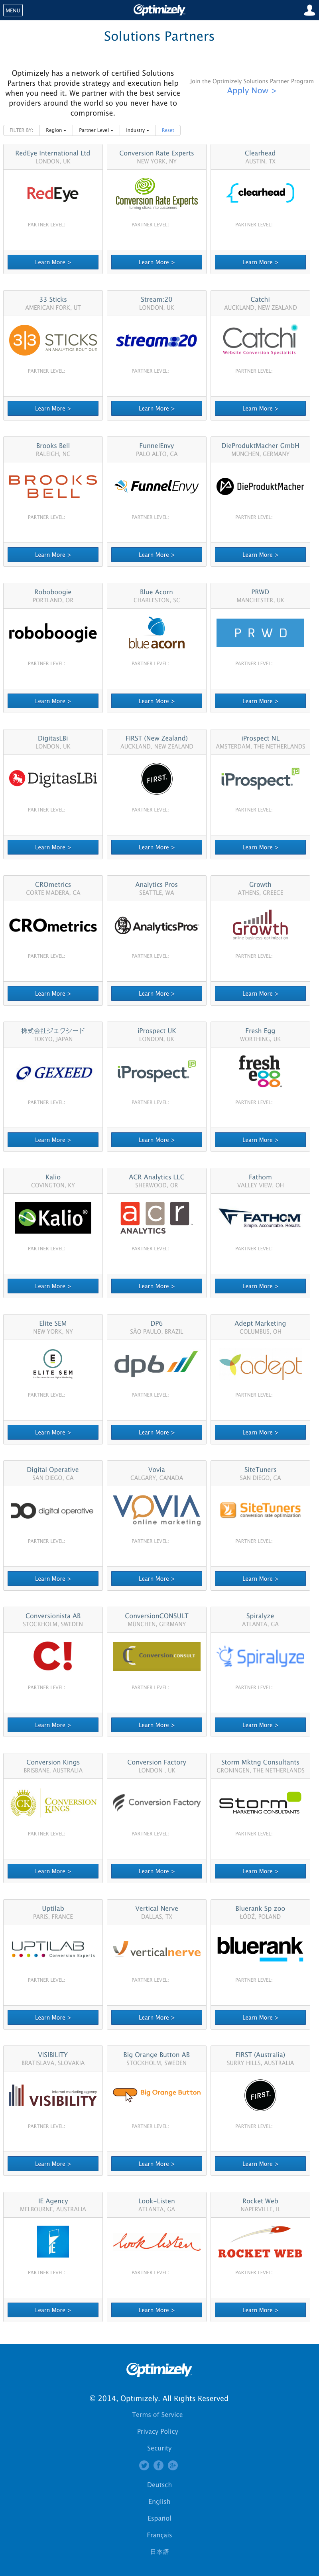 MENU
Optimizely
Solutions Partners
Optimizely has a network of certified Solutions
Partners that provide strategy and execution help
when you need it. We partner with the best service
providers around the world so you never have to
compromise.
Join the Optimizely Solutions Partner Program
Apply Now >
FILTER BY: Region Partner Level Industry Reset
RedEye International Ltd
LONDON, UK
RedEye
PARTNER LEVEL:
Learn More >
Conversion Rate Experts
NEW YORK, NY
Conversion Rate Experts
turning clicks into customers
PARTNER LEVEL:
Learn More >
Clearhead
AUSTIN, TX
clearhead
PARTNER LEVEL:
Learn More >
33 Sticks
AMERICAN FORK, UT
33 STICKS
AN ANALYTICS BOUTIQUE
PARTNER LEVEL:
Learn More >
Stream:20
LONDON, UK
stream:20
PARTNER LEVEL:
Learn More >
Catchi
AUCKLAND, NEW ZEALAND
Catchi
Website Conversion Specialists
PARTNER LEVEL:
Learn More >
Brooks Bell
RALEIGH, NC
BROOKS
BELL
PARTNER LEVEL:
Learn More >
FunnelEnvy
PALO ALTO, CA
FunnelEnvy
PARTNER LEVEL:
Learn More >
DieProduktMacher GmbH
MÜNCHEN, GERMANY
DieProduktMacher
PARTNER LEVEL:
Learn More >
Roboboogie
PORTLAND, OR
roboboogie
PARTNER LEVEL:
Learn More >
Blue Acorn
CHARLESTON, SC
blue acorn
PARTNER LEVEL:
Learn More >
PRWD
MANCHESTER, UK
PRWD
PARTNER LEVEL:
Learn More >
DigitasLBi
LONDON, UK
DigitasLBi
PARTNER LEVEL:
Learn More >
FIRST (New Zealand)
AUCKLAND, NEW ZEALAND
FIRST.
PARTNER LEVEL:
Learn More >
iProspect NL
AMSTERDAM, THE NETHERLANDS
iProspect
PARTNER LEVEL:
Learn More >
CROmetrics
CORTE MADERA, CA
CROmetrics
PARTNER LEVEL:
Learn More >
Analytics Pros
SEATTLE, WA
AnalyticsPros
PARTNER LEVEL:
Learn More >
Growth
ATHENS, GREECE
Growth
online business optimisation
PARTNER LEVEL:
Learn More >
株式会社ジェフシード
TOKYO, JAPAN
GEXEED
PARTNER LEVEL:
Learn More >
iProspect UK
LONDON, UK
iProspect
PARTNER LEVEL:
Learn More >
Fresh Egg
WORTHING, UK
fresh
egg
PARTNER LEVEL:
Learn More >
Kalio
COVINGTON, KY
Kalio®
PARTNER LEVEL:
Learn More >
ACR Analytics LLC
SHERWOOD, OR
acr
ANALYTICS
PARTNER LEVEL:
Learn More >
Fathom
VALLEY VIEW, OH
FATHOM
Simple. Accountable. Results.
PARTNER LEVEL:
Learn More >
Elite SEM
NEW YORK, NY
E
ELITE SEM
PARTNER LEVEL:
Learn More >
DP6
SÃO PAULO, BRAZIL
dp6
PARTNER LEVEL:
Learn More >
Adept Marketing
COLUMBUS, OH
adept
PARTNER LEVEL:
Learn More >
Digital Operative
SAN DIEGO, CA
digital operative
PARTNER LEVEL:
Learn More >
Vovia
CALGARY, CANADA
VOVIA
online marketing
PARTNER LEVEL:
Learn More >
SiteTuners
SAN DIEGO, CA
SiteTuners
conversion rate optimization
PARTNER LEVEL:
Learn More >
Conversionista AB
STOCKHOLM, SWEDEN
C!
PARTNER LEVEL:
Learn More >
ConversionCONSULT
MÜNCHEN, GERMANY
ConversionCONSULT
PARTNER LEVEL:
Learn More >
Spiralyze
ATLANTA, GA
Spiralyze
PARTNER LEVEL:
Learn More >
Conversion Kings
BRISBANE, AUSTRALIA
CK CONVERSION
KINGS
PARTNER LEVEL:
Learn More >
Conversion Factory
LONDON , UK
Conversion Factory
PARTNER LEVEL:
Learn More >
Storm Mktng Consultants
GRONINGEN, THE NETHERLANDS
Storm
MARKETING CONSULTANTS
PARTNER LEVEL:
Learn More >
Uptilab
PARIS, FRANCE
UPTILAB
Conversion Experts
PARTNER LEVEL:
Learn More >
Vertical Nerve
DALLAS, TX
verticalnerve
PARTNER LEVEL:
Learn More >
Bluerank Sp zoo
ŁÓDŹ, POLAND
bluerank
PARTNER LEVEL:
Learn More >
VISIBILITY
BRATISLAVA, SLOVAKIA
internet marketing agency
VISIBILITY
PARTNER LEVEL:
Learn More >
Big Orange Button AB
STOCKHOLM, SWEDEN
Big Orange Button
PARTNER LEVEL:
Learn More >
FIRST (Australia)
SURRY HILLS, AUSTRALIA
FIRST.
PARTNER LEVEL:
Learn More >
IE Agency
MELBOURNE, AUSTRALIA
IE
PARTNER LEVEL:
Learn More >
Look-Listen
ATLANTA, GA
look listen
PARTNER LEVEL:
Learn More >
Rocket Web
NAPERVILLE, IL
ROCKET WEB
PARTNER LEVEL:
Learn More >
Optimizely
© 2014, Optimizely. All Rights Reserved
Terms of Service
Privacy Policy
Security
Deutsch
English
Español
Français
日本語